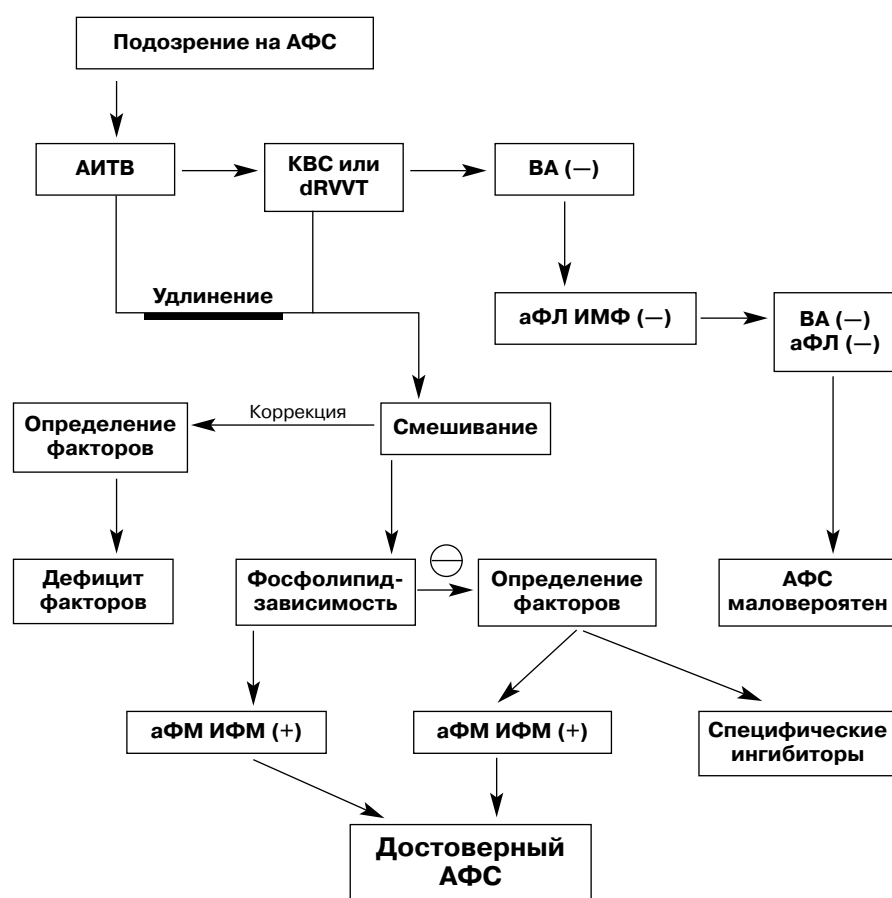 Подозрение на АФС
АИТВ
КВС или
dRVVT
ВА (—)
Удлинение
аФЛ ИМФ (—)
ВА (—)
аФЛ (—)
Определение
факторов
Коррекция
Смешивание
Дефицит
факторов
Фосфолипид-
зависимость
Определение
факторов
АФС
маловероятен
аФМ ИФМ (+)
аФМ ИФМ (+)
Специфические
ингибиторы
Достоверный
АФС